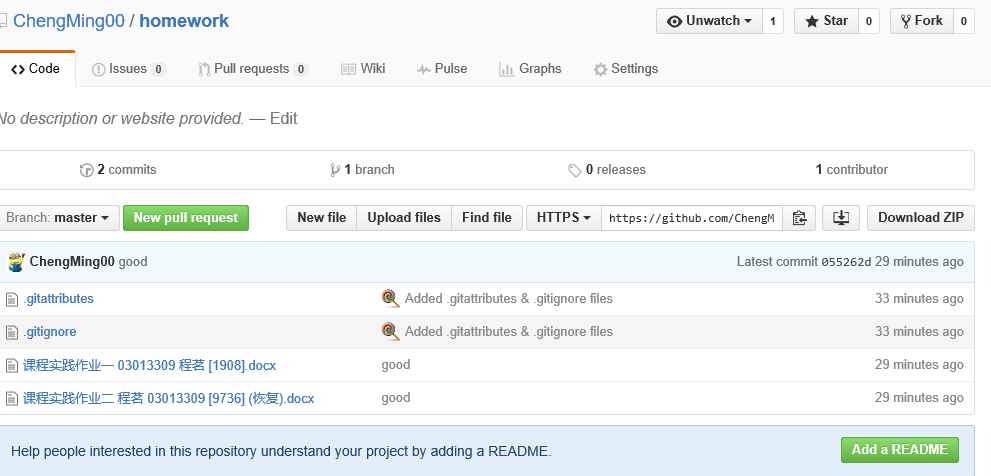 ChengMing00 / homework
Unwatch 1 Star 0 Fork 0
Code Issues 0 Pull requests 0 Wiki Pulse Graphs Settings
No description or website provided. — Edit
2 commits 1 branch 0 releases 1 contributor
Branch: master New pull request New file Upload files Find file HTTPS https://github.com/ChengM Download ZIP
ChengMing00 good Latest commit 055262d 29 minutes ago
.gitattributes Added .gitattributes & .gitignore files 33 minutes ago
.gitignore Added .gitattributes & .gitignore files 33 minutes ago
课程实践作业一 03013309 程茗 [1908].docx good 29 minutes ago
课程实践作业二 程茗 03013309 [9736] (恢复).docx good 29 minutes ago
Help people interested in this repository understand your project by adding a README. Add a README